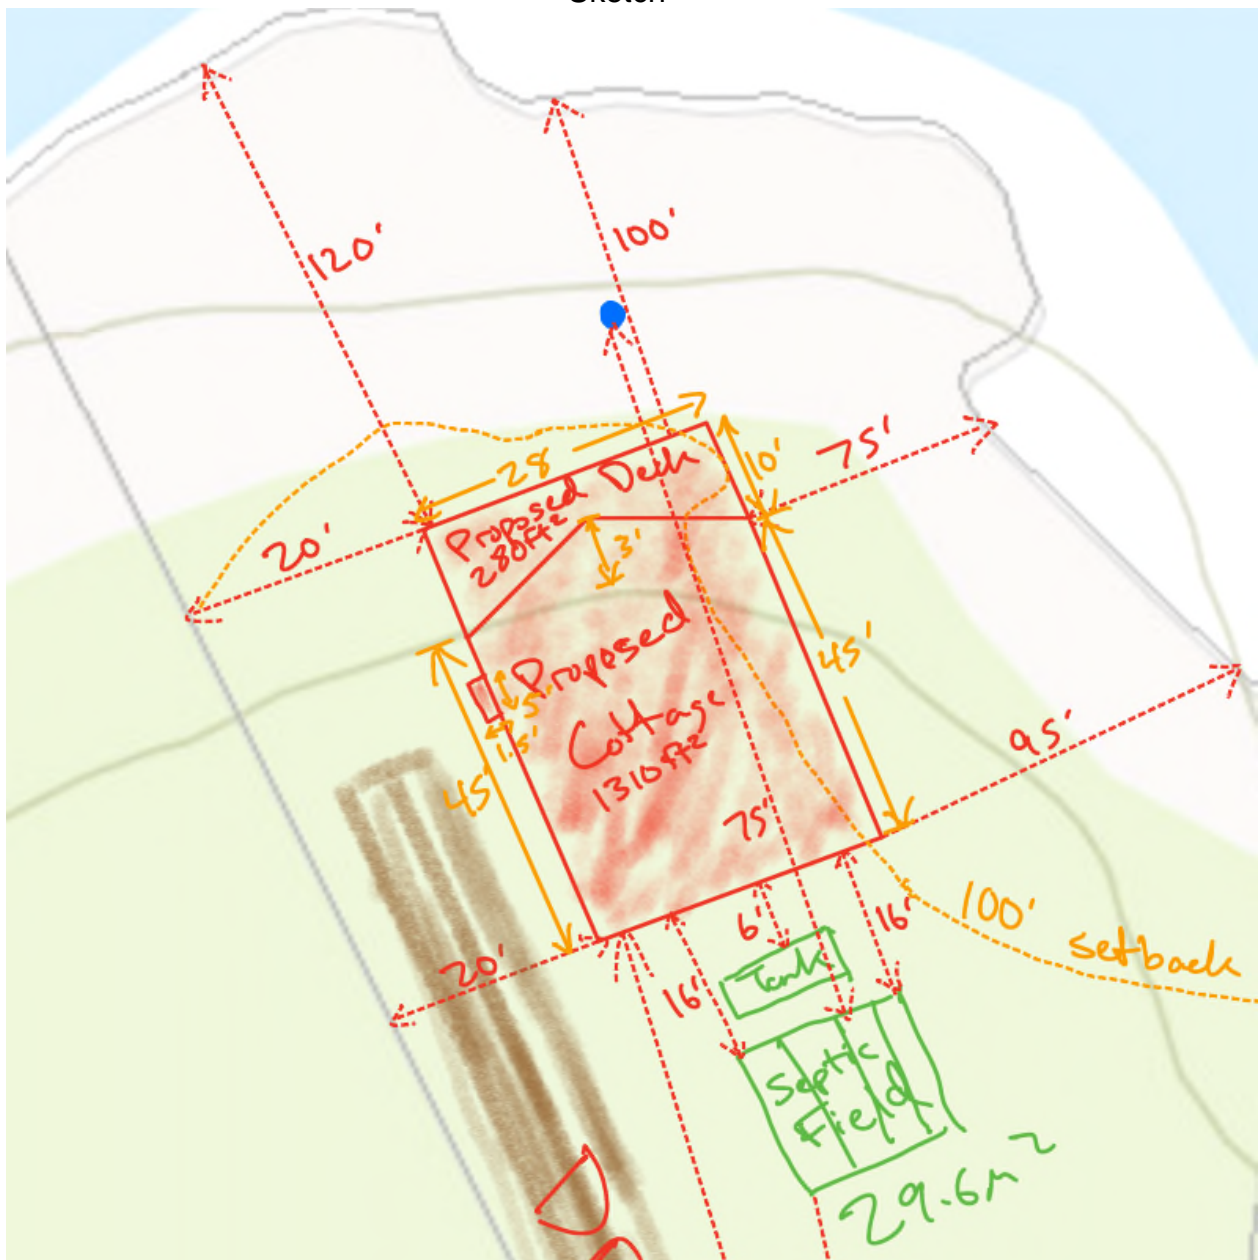 Sketch
120'
100'
28
10'
75'
Proposed Deck
280ft²
20'
3'
45'
Proposed
Cottage
1310ft²
5'
1.5'
45'
75'
95'
6'
16'
100' setback
20'
16'
Tank
Septic
Field
29.6m²